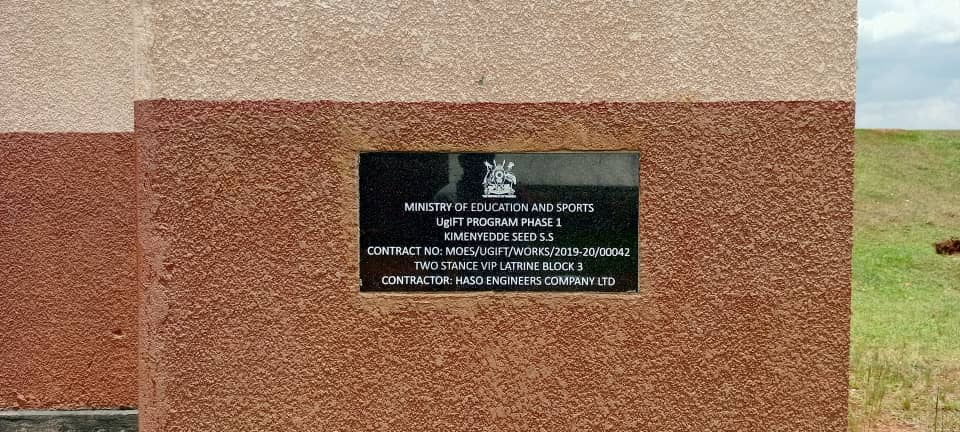 MINISTRY OF EDUCATION AND SPORTS
UgIFT PROGRAM PHASE 1
KIMENYEDDE SEED S.S
CONTRACT NO: MOES/UGIFT/WORKS/2019-20/00042
TWO STANCE VIP LATRINE BLOCK 3
CONTRACTOR: HASO ENGINEERS COMPANY LTD